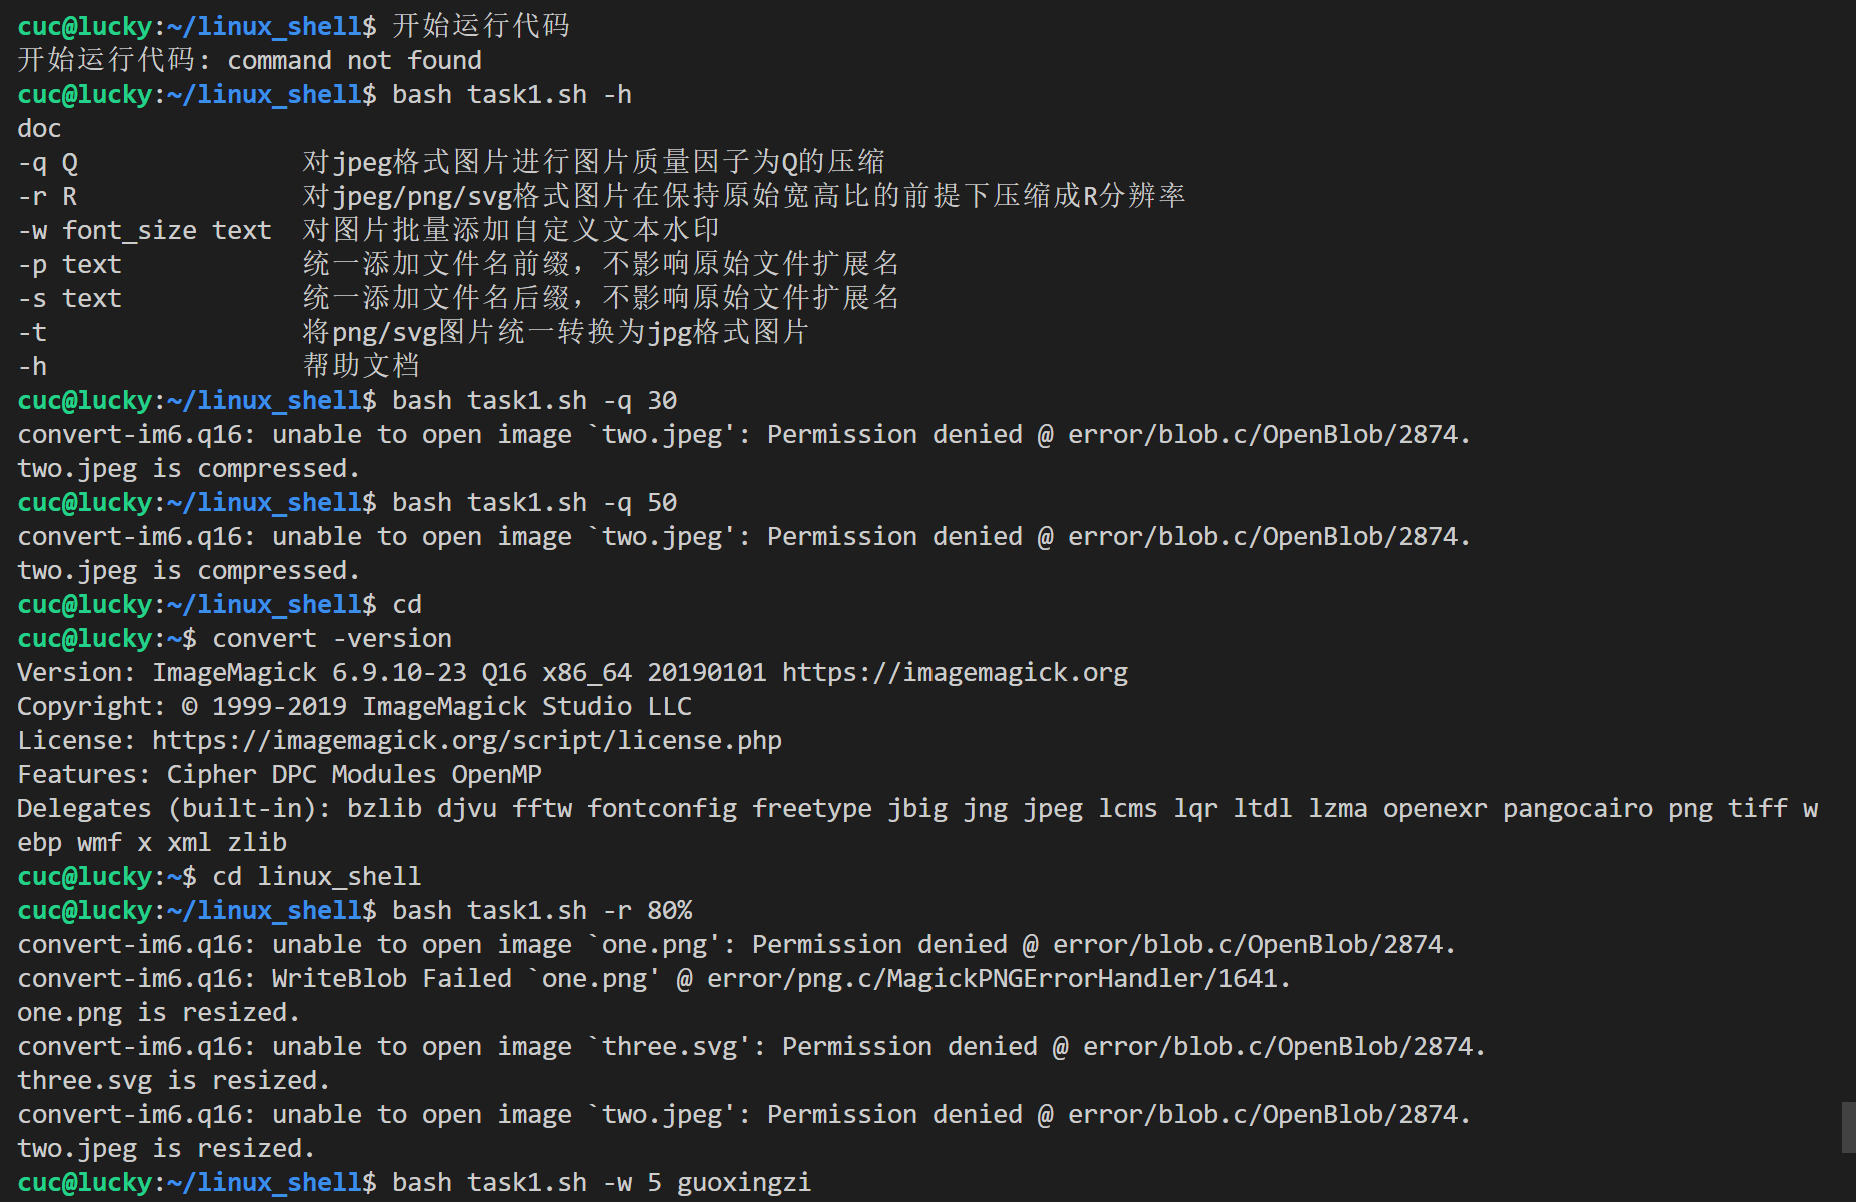 cuc@lucky:~/linux_shell$ 开始运行代码
开始运行代码: command not found
cuc@lucky:~/linux_shell$ bash task1.sh -h
doc
-q Q               对jpeg格式图片进行图片质量因子为Q的压缩
-r R               对jpeg/png/svg格式图片在保持原始宽高比的前提下压缩成R分辨率
-w font_size text  对图片批量添加自定义文本水印
-p text            统一添加文件名前缀，不影响原始文件扩展名
-s text            统一添加文件名后缀，不影响原始文件扩展名
-t                 将png/svg图片统一转换为jpg格式图片
-h                 帮助文档
cuc@lucky:~/linux_shell$ bash task1.sh -q 30
convert-im6.q16: unable to open image `two.jpeg': Permission denied @ error/blob.c/OpenBlob/2874.
two.jpeg is compressed.
cuc@lucky:~/linux_shell$ bash task1.sh -q 50
convert-im6.q16: unable to open image `two.jpeg': Permission denied @ error/blob.c/OpenBlob/2874.
two.jpeg is compressed.
cuc@lucky:~/linux_shell$ cd
cuc@lucky:~$ convert -version
Version: ImageMagick 6.9.10-23 Q16 x86_64 20190101 https://imagemagick.org
Copyright: © 1999-2019 ImageMagick Studio LLC
License: https://imagemagick.org/script/license.php
Features: Cipher DPC Modules OpenMP
Delegates (built-in): bzlib djvu fftw fontconfig freetype jbig jng jpeg lcms lqr ltdl lzma openexr pangocairo png tiff w
ebp wmf x xml zlib
cuc@lucky:~$ cd linux_shell
cuc@lucky:~/linux_shell$ bash task1.sh -r 80%
convert-im6.q16: unable to open image `one.png': Permission denied @ error/blob.c/OpenBlob/2874.
convert-im6.q16: WriteBlob Failed `one.png' @ error/png.c/MagickPNGErrorHandler/1641.
one.png is resized.
convert-im6.q16: unable to open image `three.svg': Permission denied @ error/blob.c/OpenBlob/2874.
three.svg is resized.
convert-im6.q16: unable to open image `two.jpeg': Permission denied @ error/blob.c/OpenBlob/2874.
two.jpeg is resized.
cuc@lucky:~/linux_shell$ bash task1.sh -w 5 guoxingzi